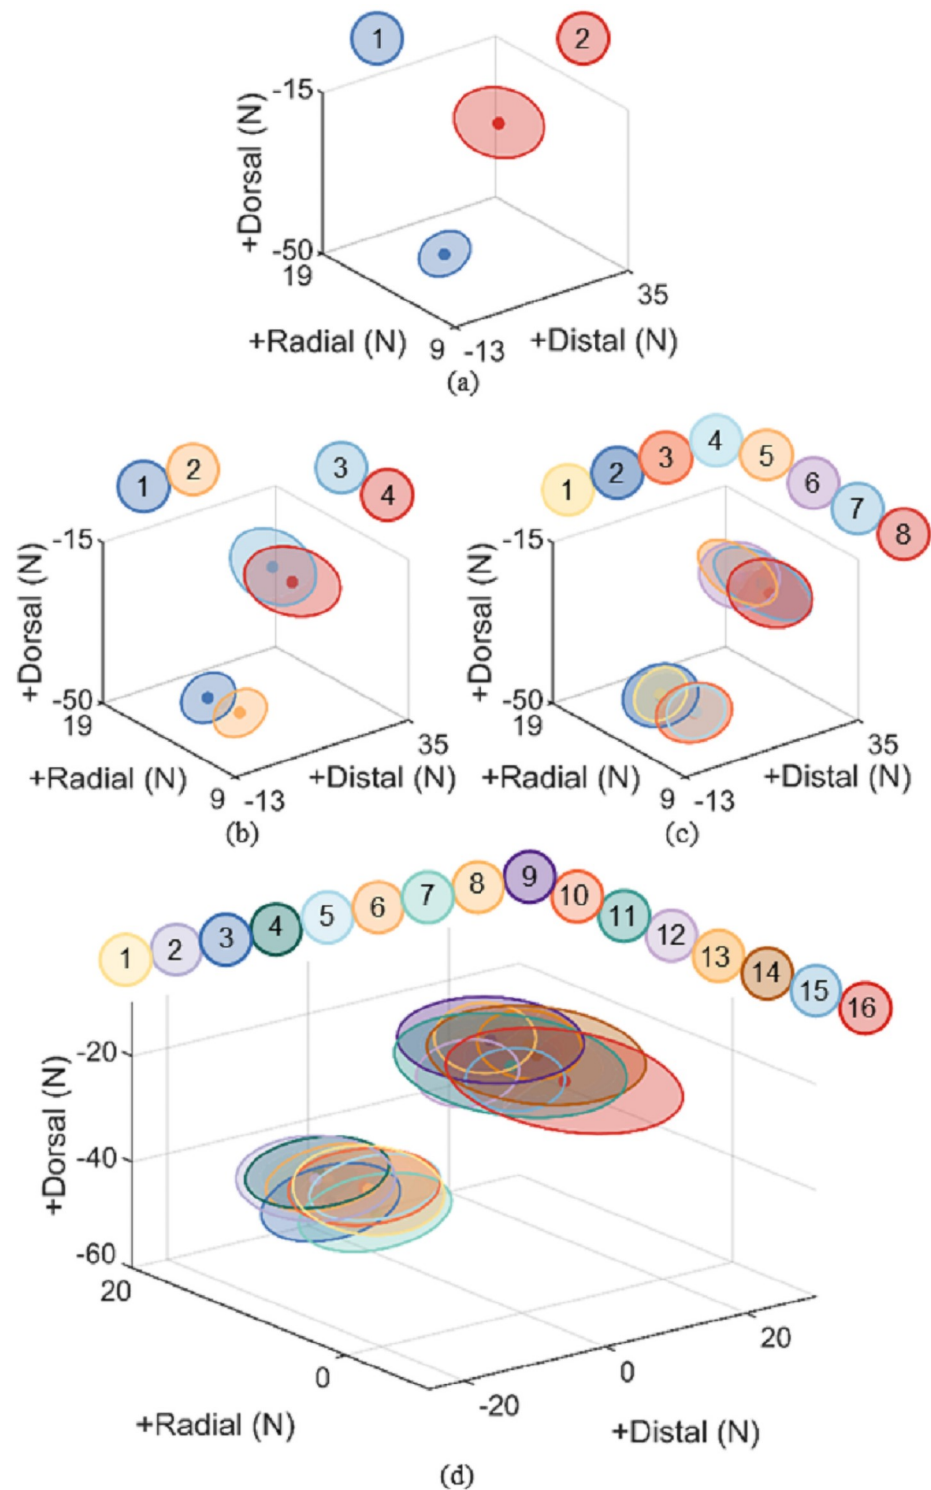 1 2
-15
+Dorsal (N)
-50
19
35
+Radial (N) 9 -13 +Distal (N)
(a)
1 2 3 4
-15
+Dorsal (N)
-50
19
35
+Radial (N) +Distal (N)
9 -13
(b)
1 2 3 4 5 6 7 8
-15
+Dorsal (N)
-50
19
35
+Radial (N) +Distal (N)
9 -13
(c)
1 2 3 4 5 6 7 8 9 10 11 12 13 14 15 16
-20
+Dorsal (N)
-40
-60
20
20
0
0
-20
+Radial (N) +Distal (N)
(d)